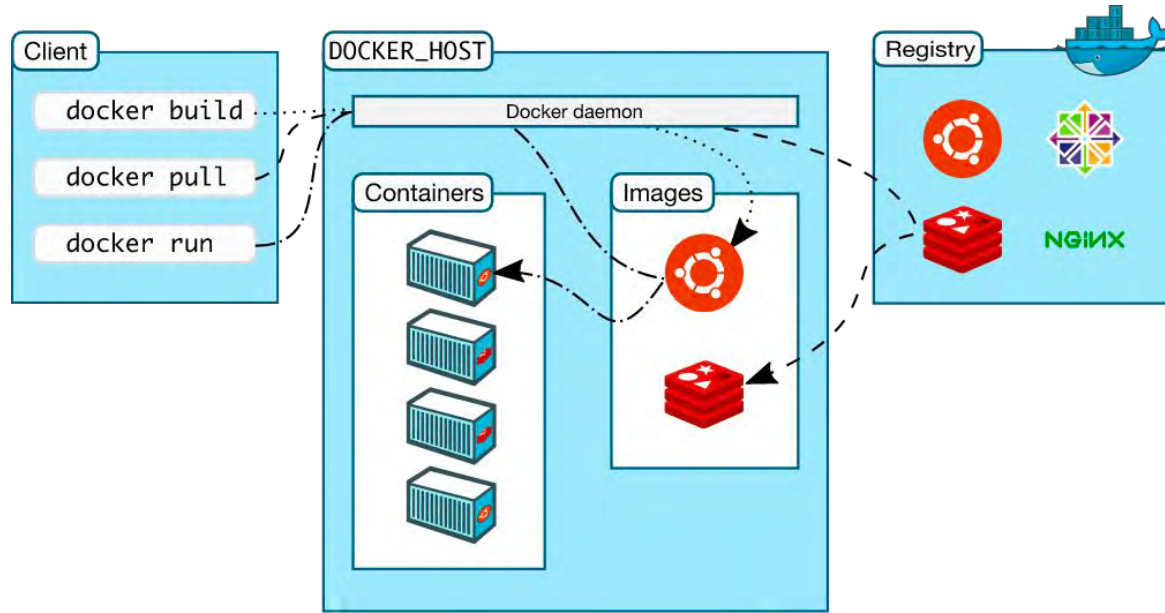 Client
docker build
docker pull
docker run
DOCKER_HOST
Docker daemon
Containers
Images
Registry
NGINX